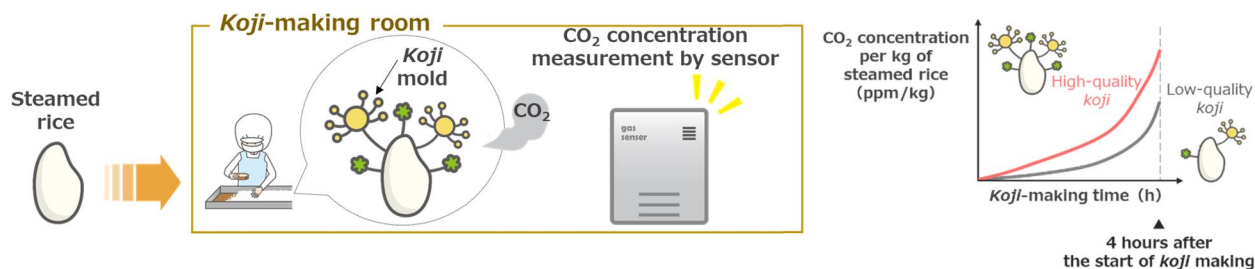 Koji-making room
Steamed
rice
Koji
mold
CO₂
CO₂ concentration
measurement by sensor
gas
senser
CO₂ concentration
per kg of
steamed rice
(ppm/kg)
High-quality
koji
Low-quality
koji
Koji-making time (h)
▲
4 hours after
the start of koji making